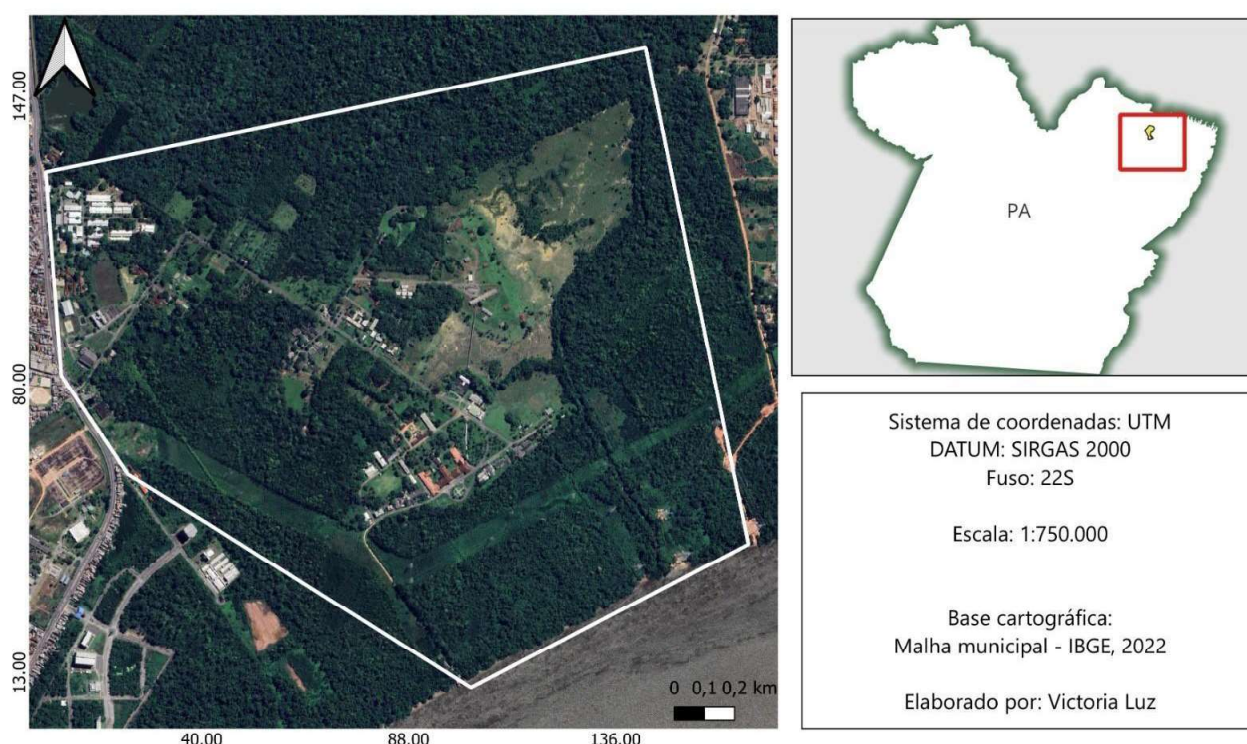 147.00
80.00
13.00
40.00
88.00
136.00
0 0,1 0,2 km
PA
Sistema de coordenadas: UTM
DATUM: SIRGAS 2000
Fuso: 22S
Escala: 1:750.000
Base cartográfica:
Malha municipal - IBGE, 2022
Elaborado por: Victoria Luz